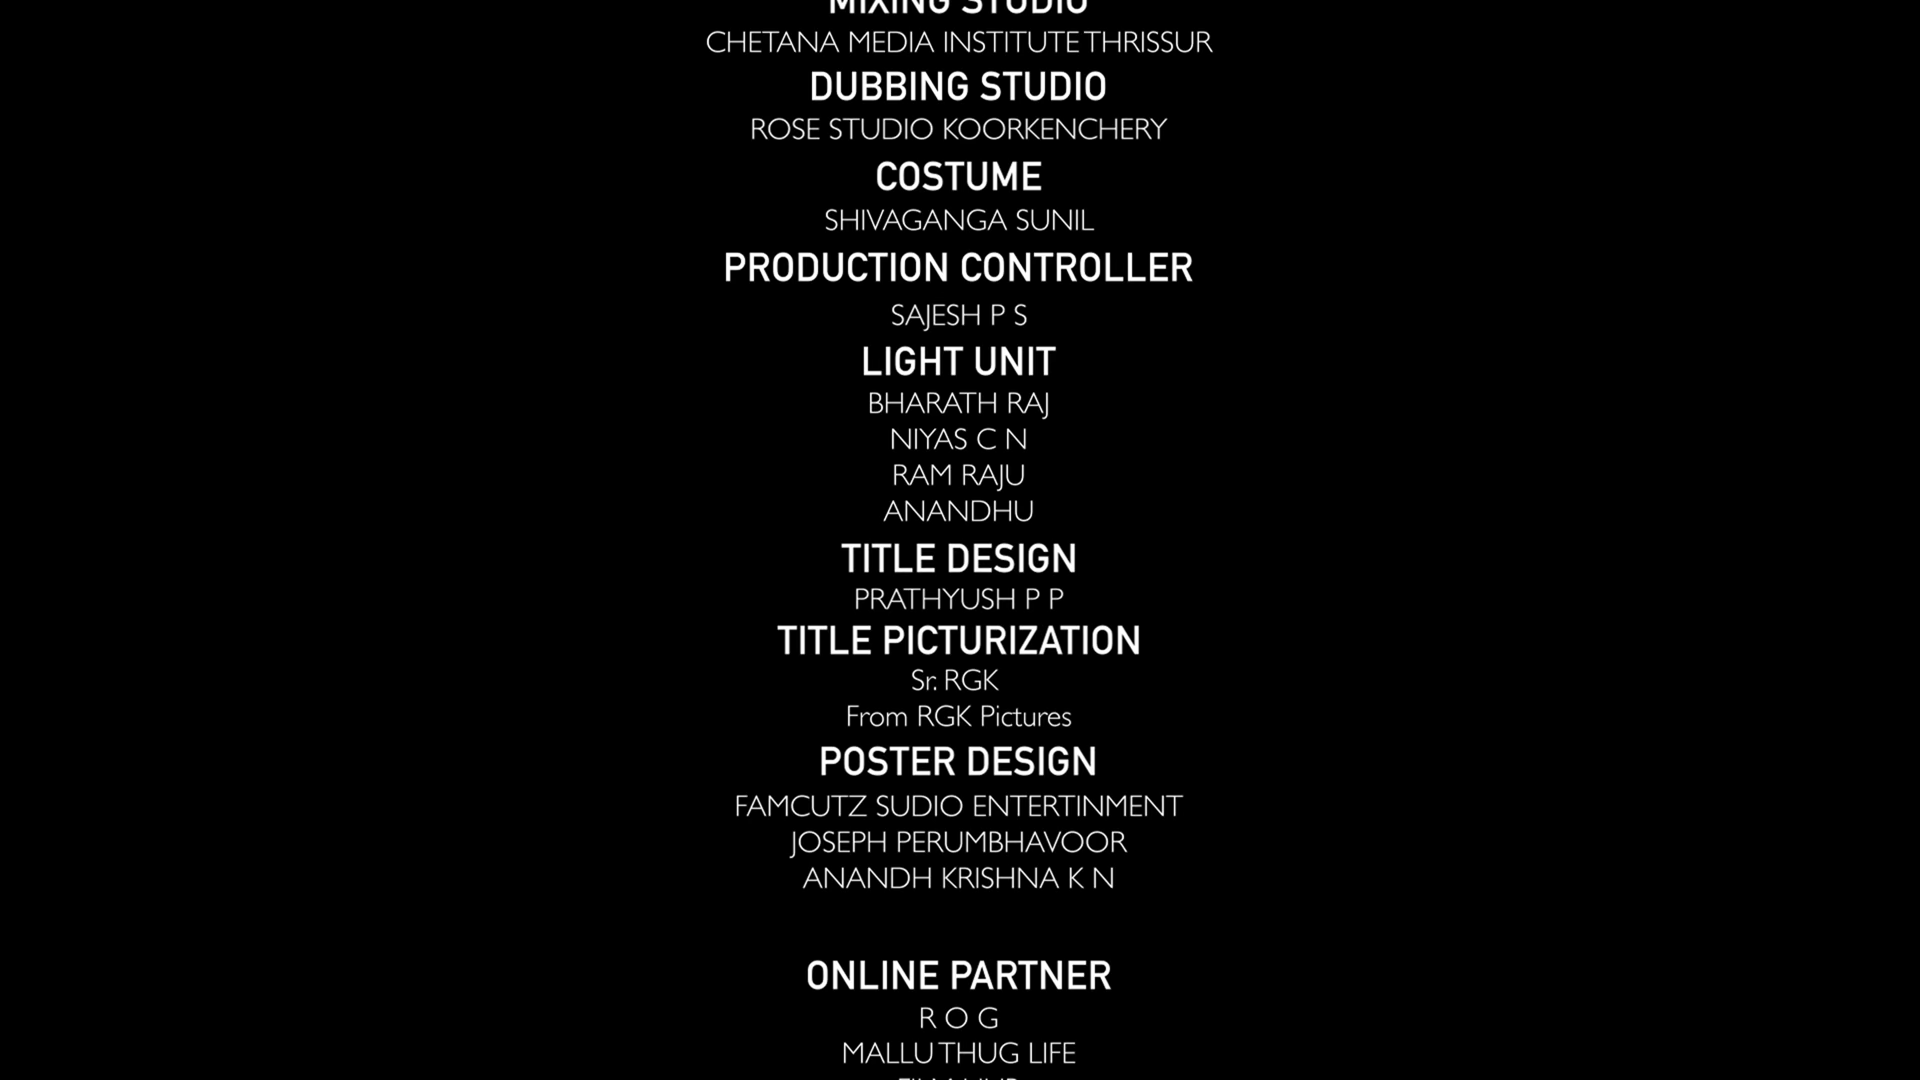 MIXING STUDIO
CHETANA MEDIA INSTITUTE THRISSUR
DUBBING STUDIO
ROSE STUDIO KOORKENCHERY
COSTUME
SHIVAGANGA SUNIL
PRODUCTION CONTROLLER
SAJESH P S
LIGHT UNIT
BHARATH RAJ
NIYAS C N
RAM RAJU
ANANDHU
TITLE DESIGN
PRATHYUSH P P
TITLE PICTURIZATION
Sr. RGK
From RGK Pictures
POSTER DESIGN
FAMCUTZ SUDIO ENTERTINMENT
JOSEPH PERUMBHAVOOR
ANANDH KRISHNA K N
ONLINE PARTNER
R O G
MALLU THUG LIFE